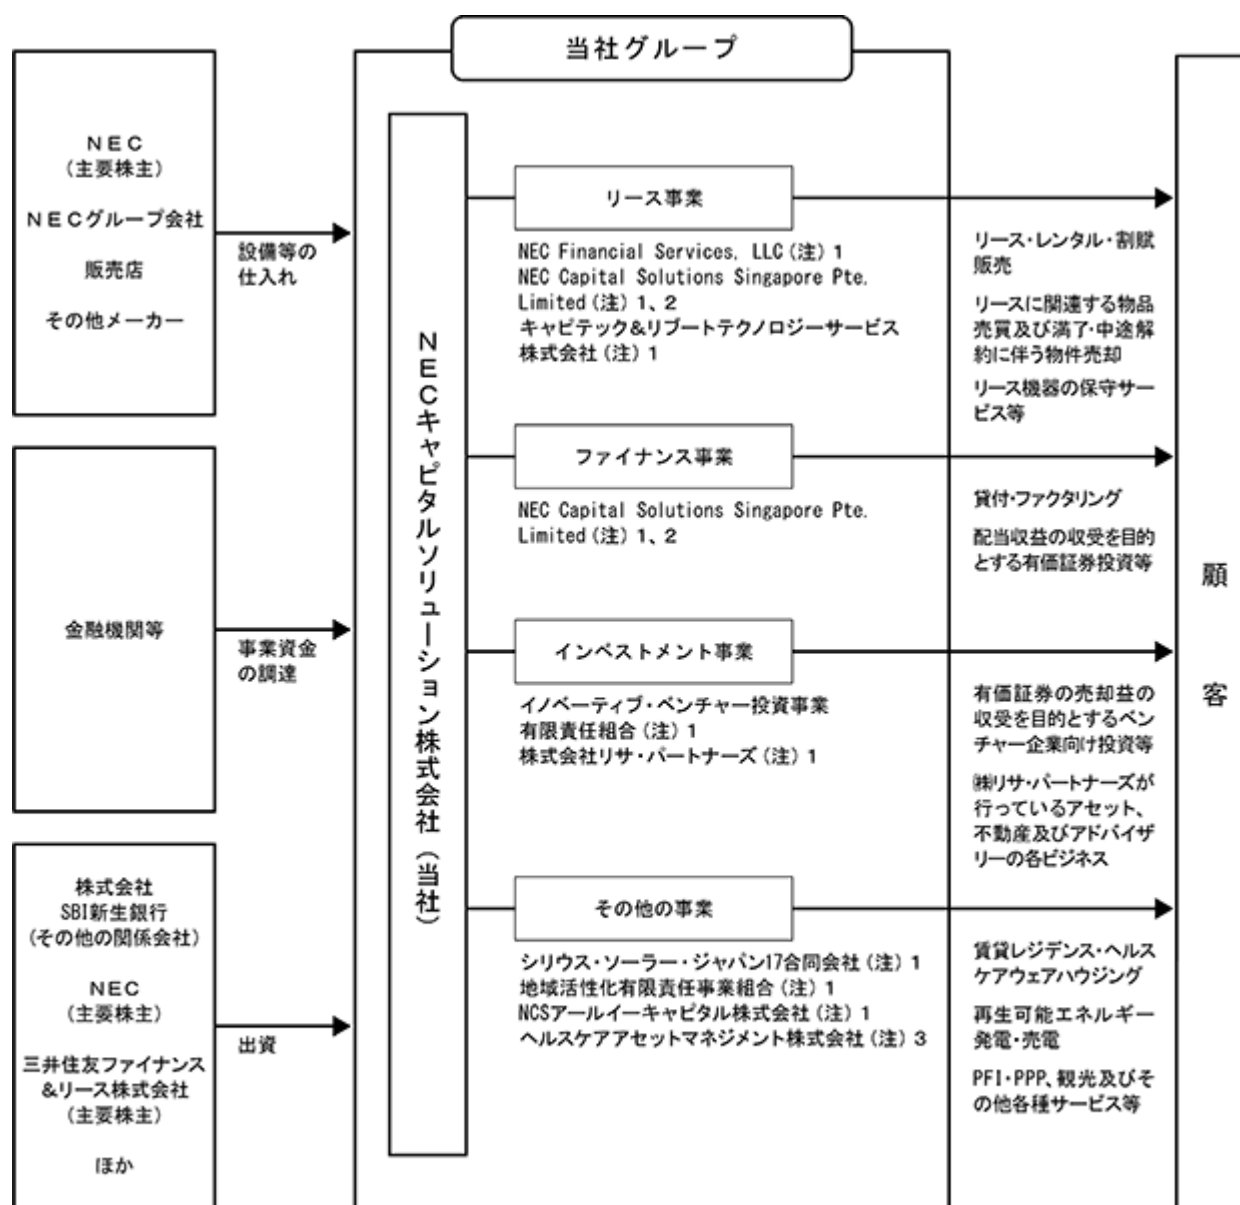 当社グループ
NEC
(主要株主)
NECグループ会社
販売店
その他メーカー
設備等の
仕入れ
金融機関等
事業資金
の調達
株式会社
SBI新生銀行
(その他の関係会社)
NEC
(主要株主)
三井住友ファイナンス
&リース株式会社
(主要株主)
ほか
出資
NECキャピタルソリューション株式会社(当社)
リース事業
NEC Financial Services, LLC(注)1
NEC Capital Solutions Singapore Pte.
Limited(注)1、2
キャピテック&リブートテクノロジーサービス
株式会社(注)1
リース・レンタル・割賦
販売
リースに関連する物品
売買及び満了・中途解
約に伴う物件売却
リース機器の保守サー
ビス等
ファイナンス事業
NEC Capital Solutions Singapore Pte.
Limited(注)1、2
貸付・ファクタリング
配当収益の収受を目的
とする有価証券投資等
インベストメント事業
イノベーティブ・ベンチャー投資事業
有限責任組合(注)1
株式会社リサ・パートナーズ(注)1
有価証券の売却益の
収受を目的とするベン
チャー企業向け投資等
㈱リサ・パートナーズが
行っているアセット、
不動産及びアドバイザ
リーの各ビジネス
その他の事業
シリウス・ソーラー・ジャパン17合同会社(注)1
地域活性化有限責任事業組合(注)1
NCSアールイーキャピタル株式会社(注)1
ヘルスケアアセットマネジメント株式会社(注)3
賃貸レジデンス・ヘルス
ケアウェアハウジング
再生可能エネルギー
発電・売電
PFI・PPP、観光及びそ
の他各種サービス等
顧客